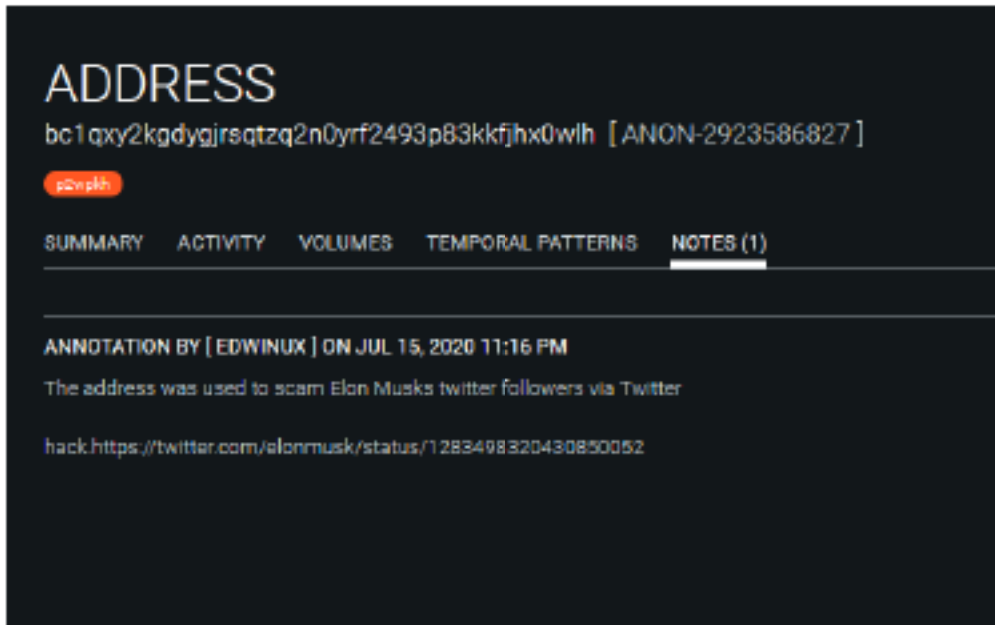 ADDRESS
bc1qxy2kgdygjrsqtzq2n0yrf2493p83kkfjhx0wlh [ ANON-2923586827 ]
p2wpkh
SUMMARY ACTIVITY VOLUMES TEMPORAL PATTERNS NOTES (1)
ANNOTATION BY [ EDWINUX ] ON JUL 15, 2020 11:16 PM
The address was used to scam Elon Musks twitter followers via Twitter
hack.https://twitter.com/elonmusk/status/1283498320430850052